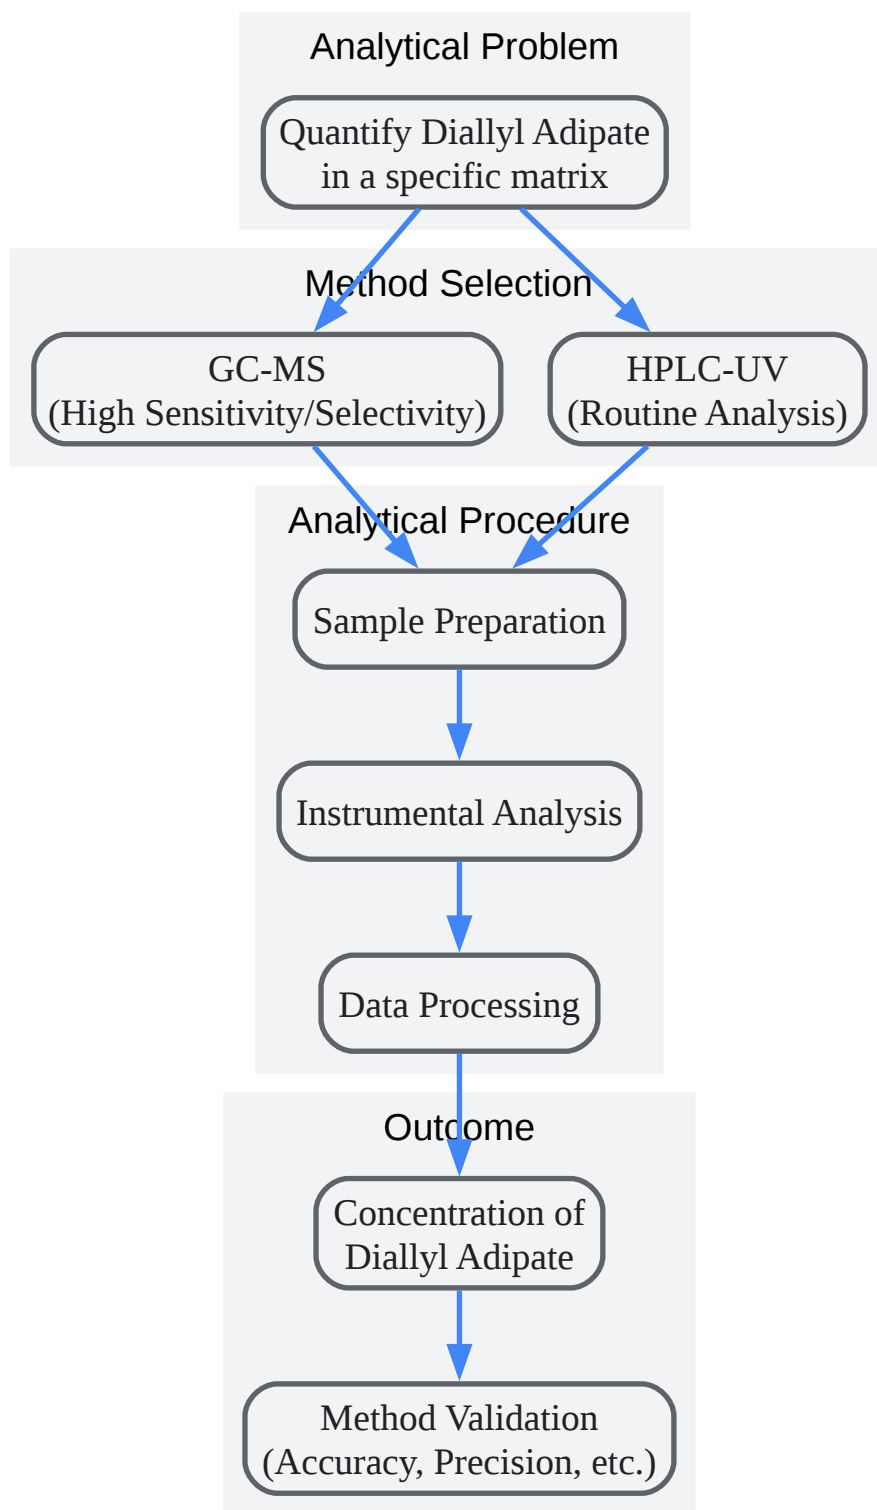 Analytical Problem
Quantify Diallyl Adipate
in a specific matrix
Method Selection
GC-MS
(High Sensitivity/Selectivity)
HPLC-UV
(Routine Analysis)
Analytical Procedure
Sample Preparation
Instrumental Analysis
Data Processing
Outcome
Concentration of
Diallyl Adipate
Method Validation
(Accuracy, Precision, etc.)